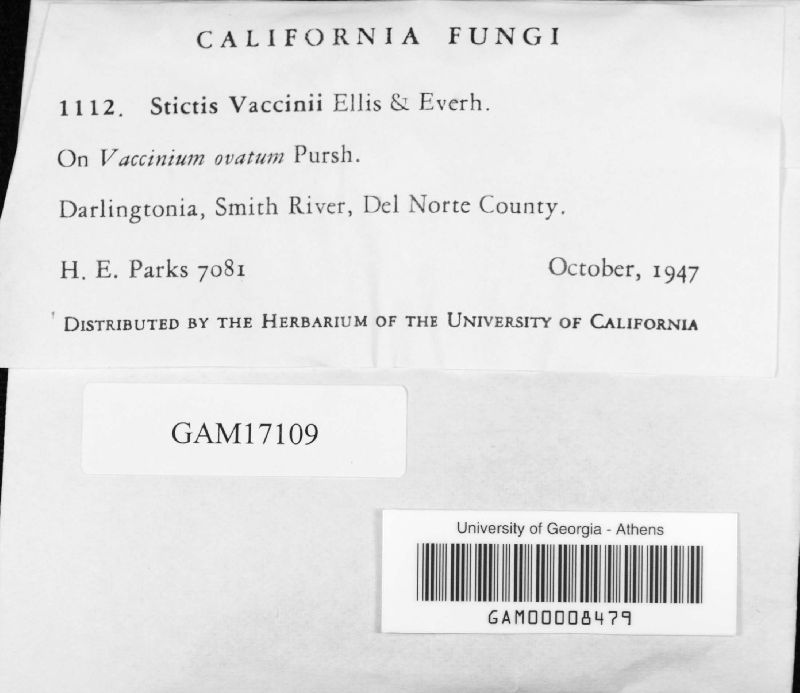 CALIFORNIA FUNGI
1112. Stictis Vaccinii Ellis & Everh.
On Vaccinium ovatum Pursh.
Darlingtonia, Smith River, Del Norte County.
H. E. Parks 7081 October, 1947
DISTRIBUTED BY THE HERBARIUM OF THE UNIVERSITY OF CALIFORNIA
GAM17109
University of Georgia - Athens
GAM00008479